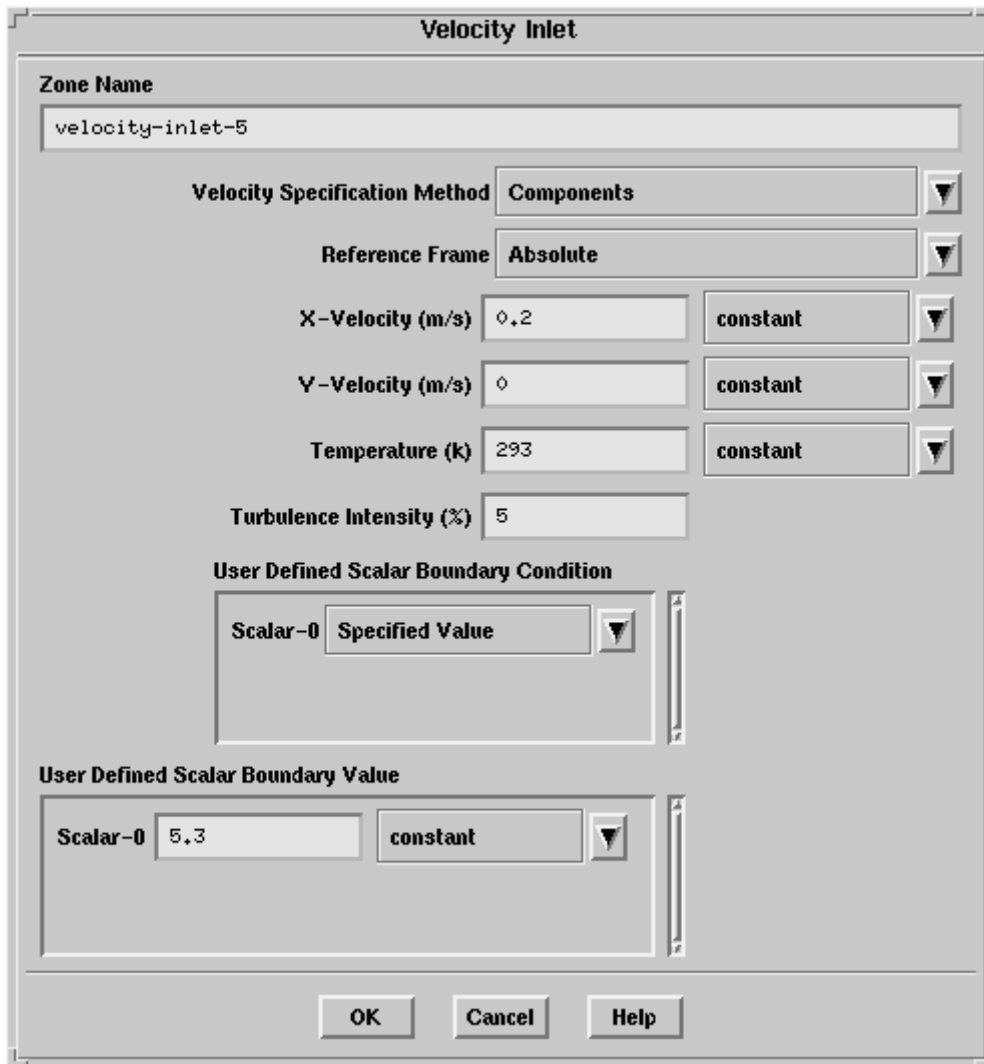 Velocity Inlet
Zone Name
velocity-inlet-5
Velocity Specification Method Components
Reference Frame Absolute
X-Velocity (m/s) 0.2 constant
Y-Velocity (m/s) 0 constant
Temperature (k) 293 constant
Turbulence Intensity (%) 5
User Defined Scalar Boundary Condition
Scalar-0 Specified Value
User Defined Scalar Boundary Value
Scalar-0 5.3 constant
OK Cancel Help